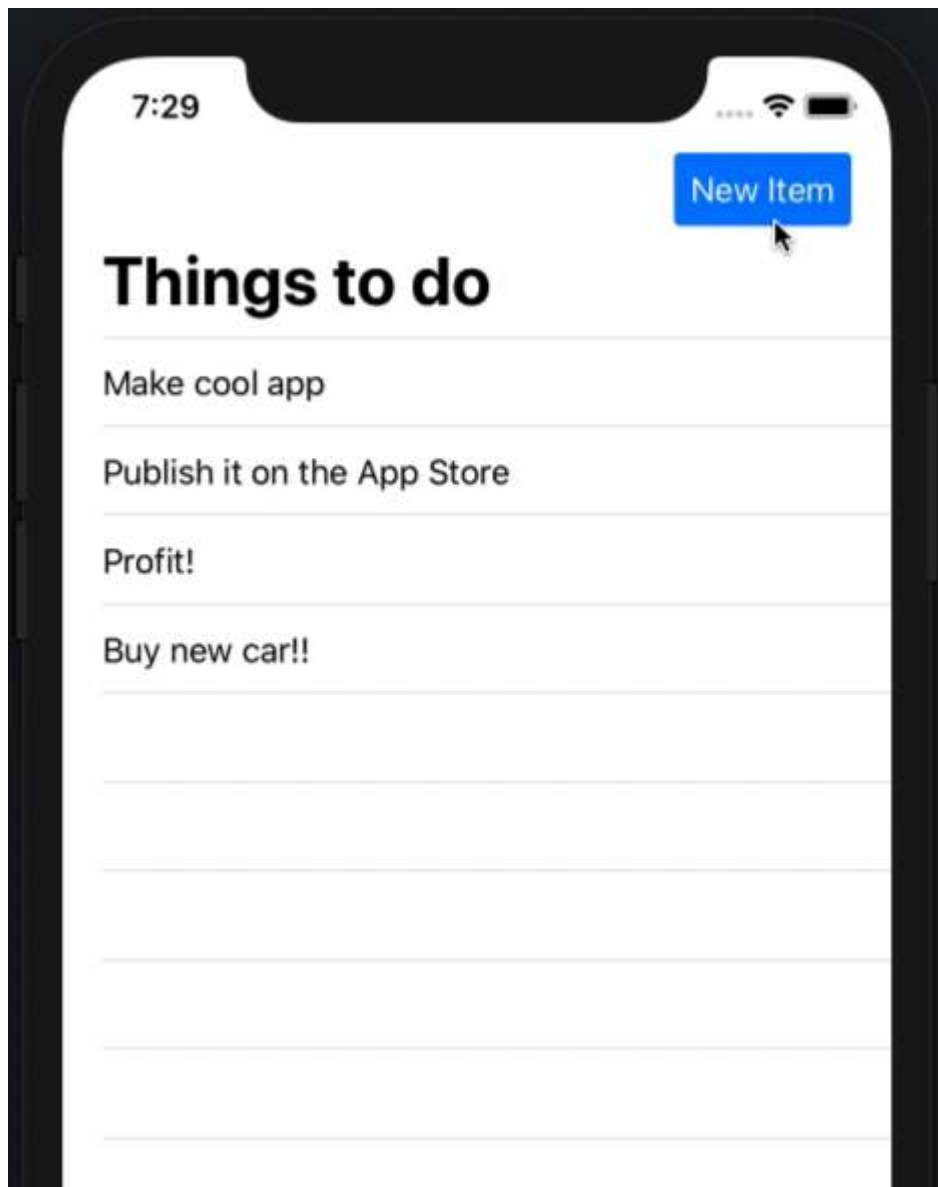 7:29
New Item
Things to do
Make cool app
Publish it on the App Store
Profit!
Buy new car!!